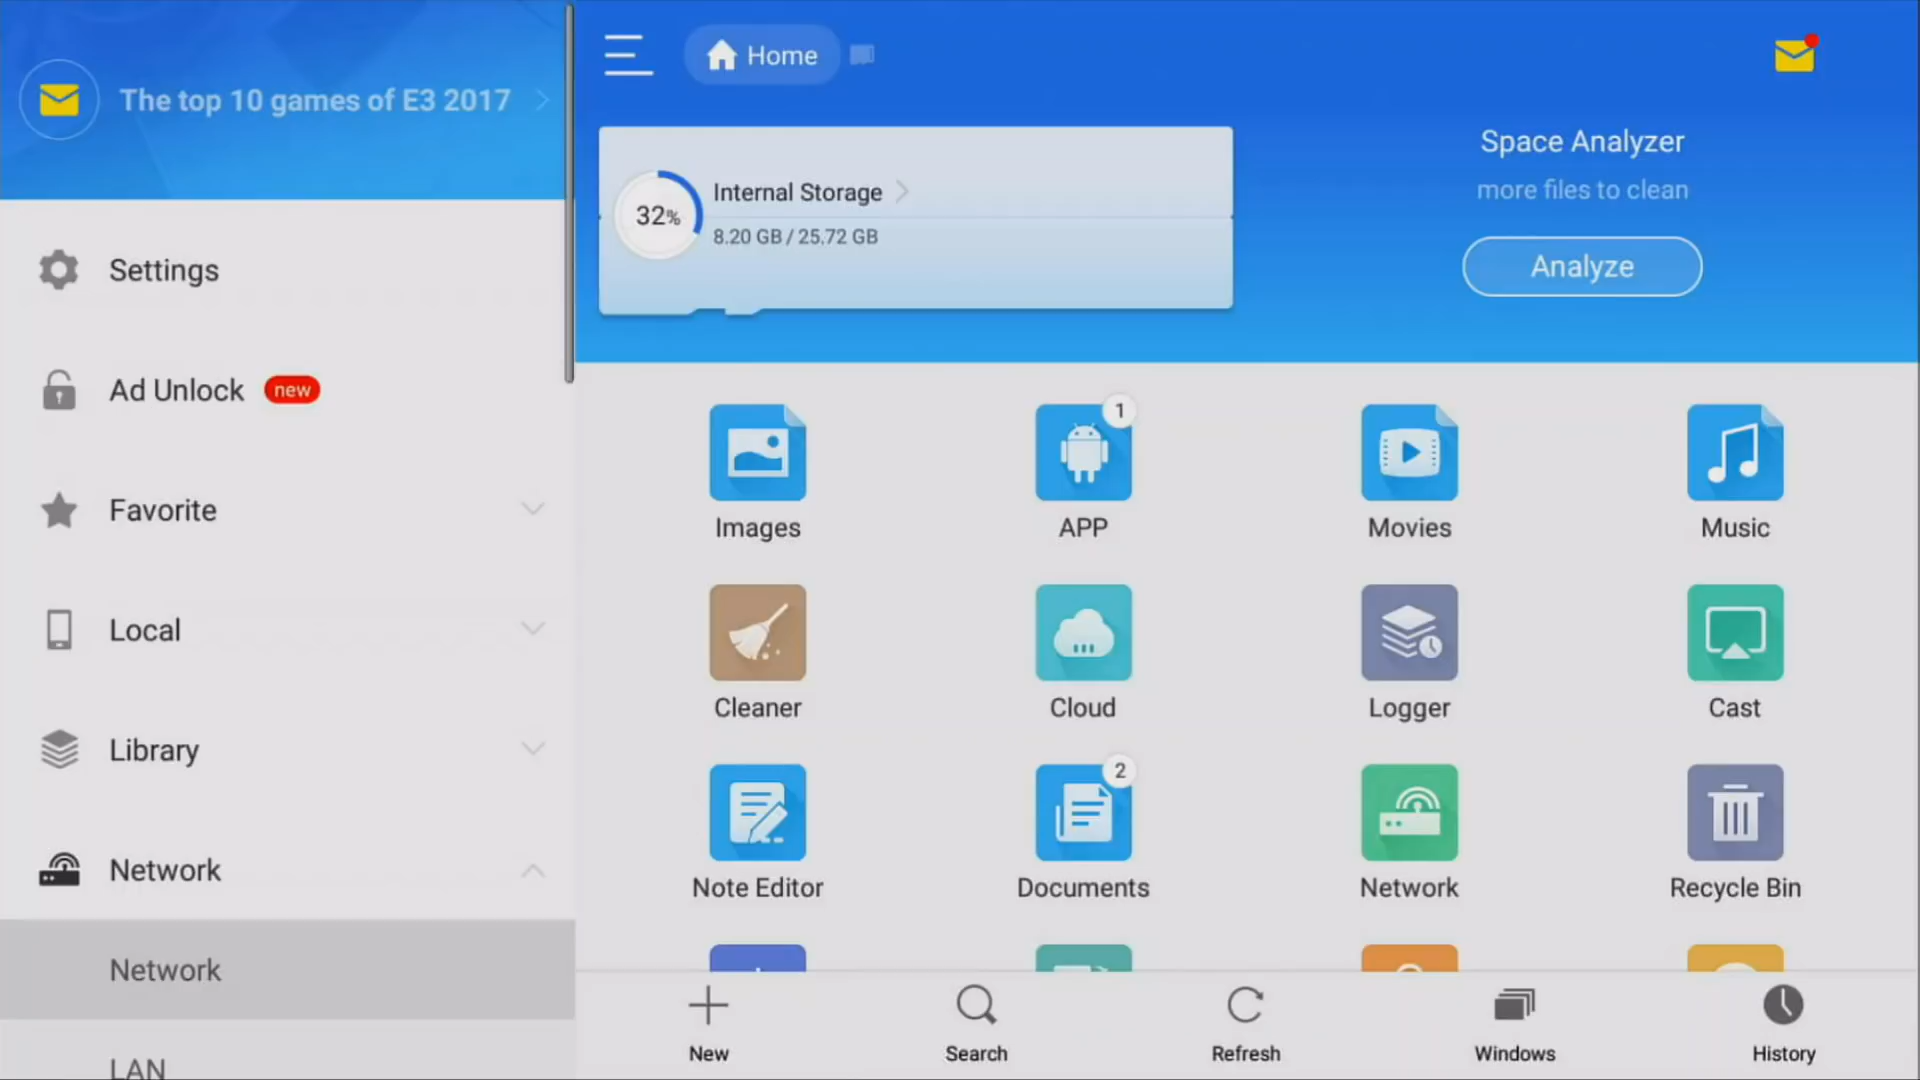 The top 10 games of E3 2017
Settings
Ad Unlock new
Favorite
Local
Library
Network
Network
LAN
Home
32%
Internal Storage
8.20 GB / 25.72 GB
Space Analyzer
more files to clean
Analyze
Images
1
APP
Movies
Music
Cleaner
Cloud
Logger
Cast
Note Editor
2
Documents
Network
Recycle Bin
New
Search
Refresh
Windows
History